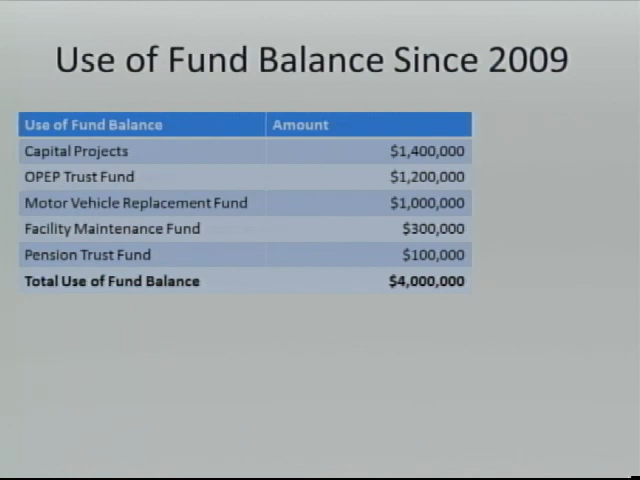 Use of Fund Balance Since 2009
Use of Fund Balance Amount
Capital Projects $1,400,000
OPEP Trust Fund $1,200,000
Motor Vehicle Replacement Fund $1,000,000
Facility Maintenance Fund $300,000
Pension Trust Fund $100,000
Total Use of Fund Balance $4,000,000